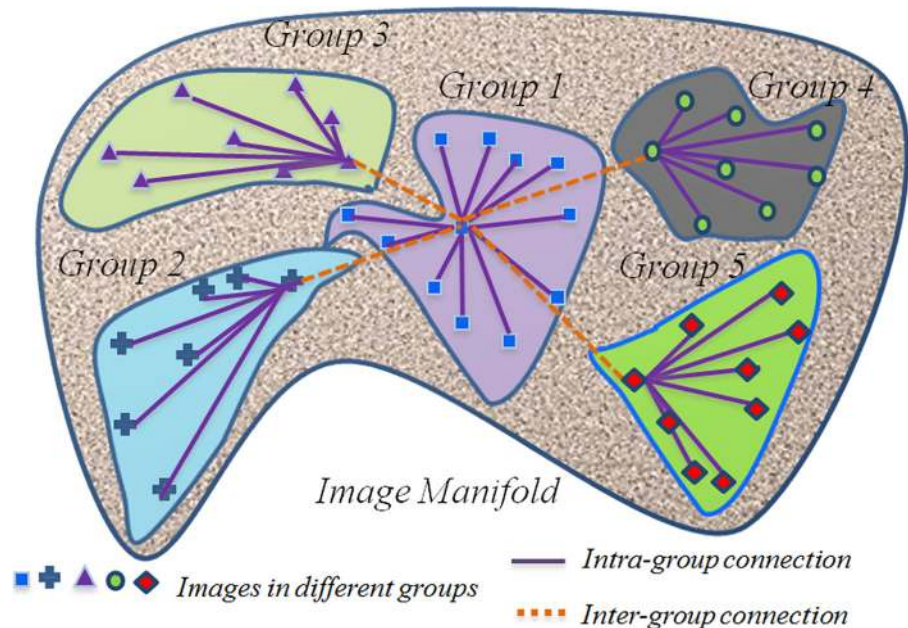 Group 3
Group 1
Group 4
Group 2
Group 5
Image Manifold
Images in different groups
Intra-group connection
Inter-group connection